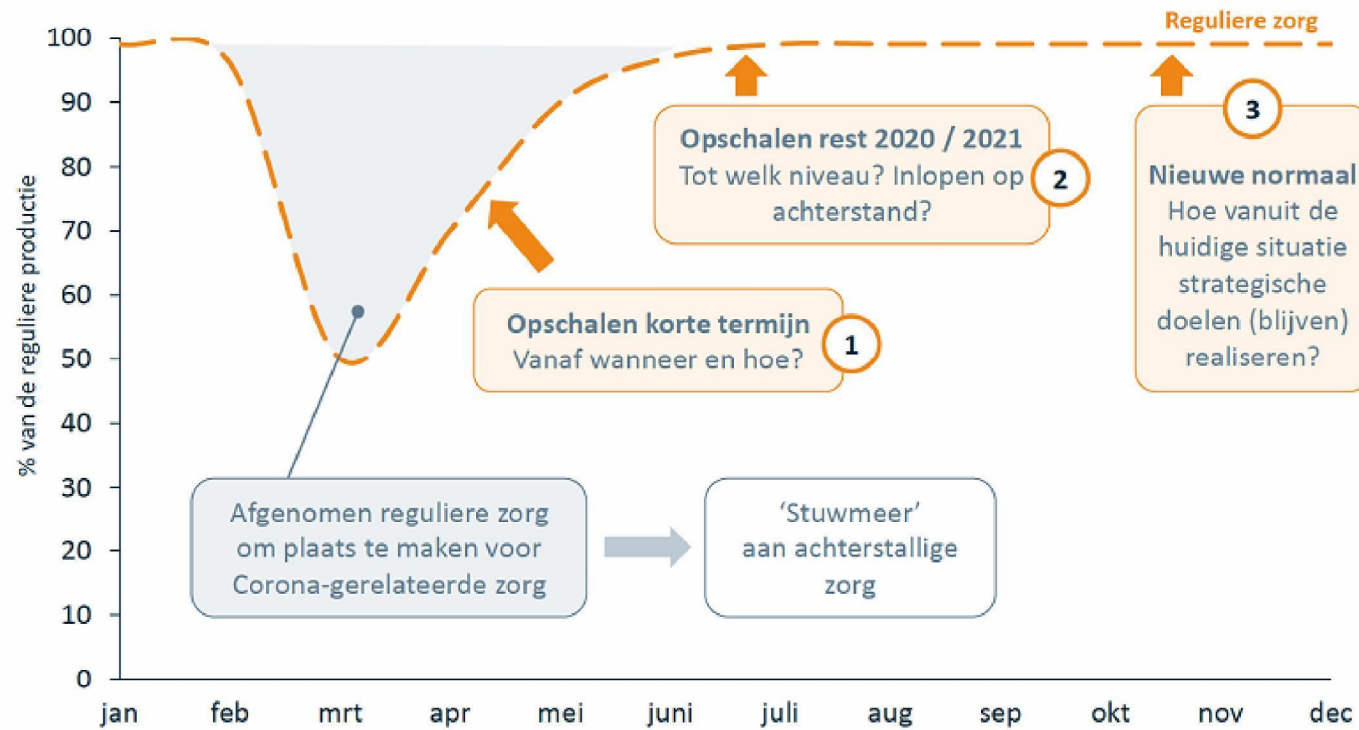 Reguliere zorg
% van de reguliere productie
100
90
80
70
60
50
40
30
20
10
0
Opschalen rest 2020 / 2021
Tot welk niveau? Inlopen op
achterstand?
2
3
Nieuwe normaal
Hoe vanuit de
huidige situatie
strategische
doelen (blijven)
realiseren?
Opschalen korte termijn
Vanaf wanneer en hoe?
1
Afgenomen reguliere zorg
om plaats te maken voor
Corona-gerelateerde zorg
‘Stuwmeer’
aan achterstallige
zorg
jan feb mrt apr mei juni juli aug sep okt nov dec